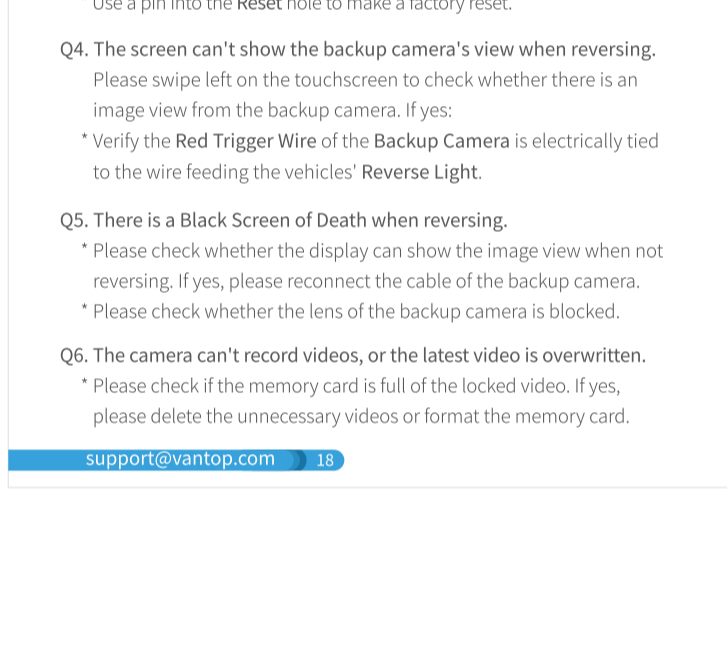 Use a pin into the Reset hole to make a factory reset.
Q4. The screen can't show the backup camera's view when reversing.
Please swipe left on the touchscreen to check whether there is an
image view from the backup camera. If yes:
* Verify the Red Trigger Wire of the Backup Camera is electrically tied
to the wire feeding the vehicles' Reverse Light.
Q5. There is a Black Screen of Death when reversing.
* Please check whether the display can show the image view when not
reversing. If yes, please reconnect the cable of the backup camera.
* Please check whether the lens of the backup camera is blocked.
Q6. The camera can't record videos, or the latest video is overwritten.
* Please check if the memory card is full of the locked video. If yes,
please delete the unnecessary videos or format the memory card.
support@vantop.com 18